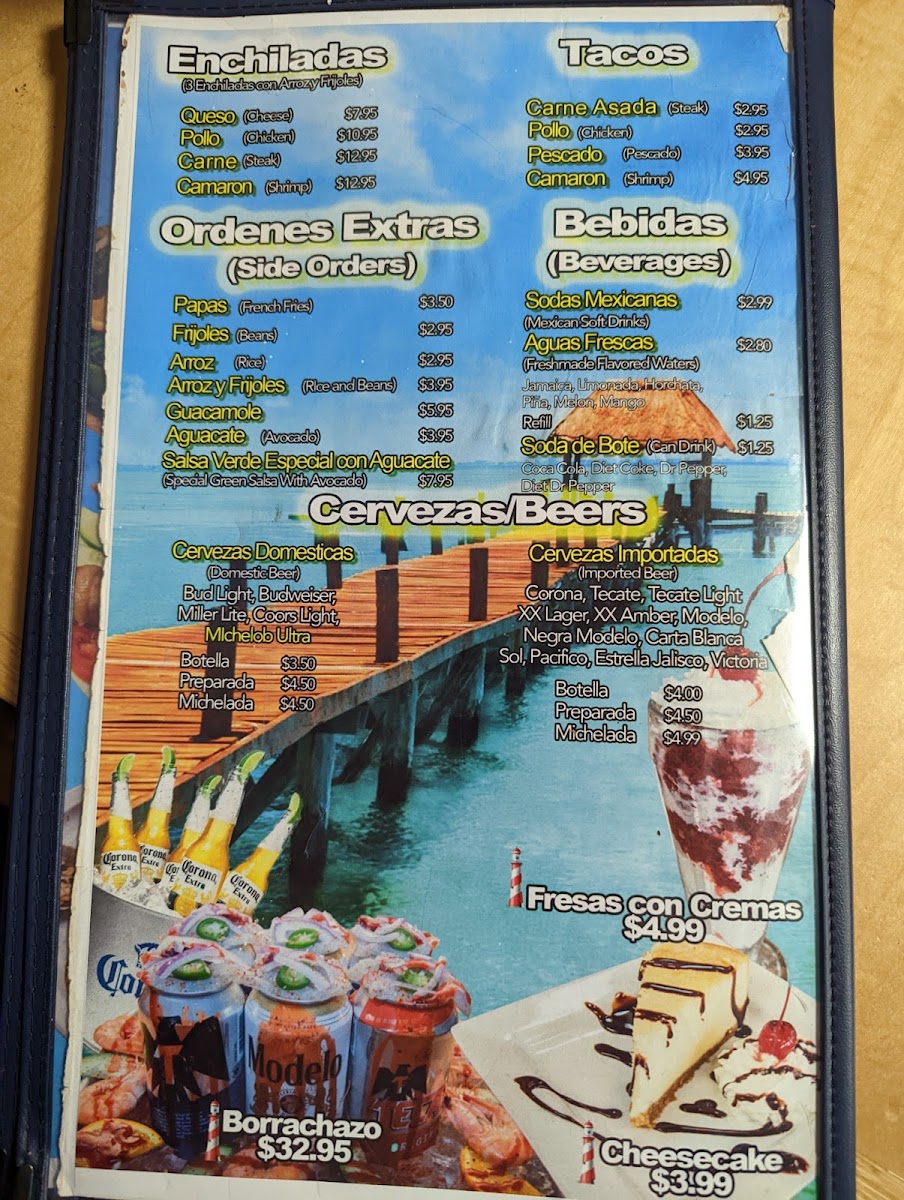 Enchiladas
(3 Enchiladas con Arroz y Frijoles)
Queso (Cheese) $7.95
Pollo (Chicken) $10.95
Carne (Steak) $12.95
Camaron (Shrimp) $12.95
Tacos
Carne Asada (Steak) $2.95
Pollo (Chicken) $2.95
Pescado (Pescado) $3.95
Camaron (Shrimp) $4.95
Ordenes Extras
(Side Orders)
Papas (French Fries) $3.50
Frijoles (Beans) $2.95
Arroz (Rice) $2.95
Arroz y Frijoles (RIce and Beans) $3.95
Guacamole $5.95
Aguacate (Avocado) $3.95
Salsa Verde Especial con Aguacate
(Special Green Salsa With Avocado) $7.95
Bebidas
(Beverages)
Sodas Mexicanas $2.99
(Mexican Soft Drinks)
Aguas Frescas $2.80
(Freshmade Flavored Waters)
Jamaica, Limonada, Horchata,
Piña, Melon, Mango
Refill $1.25
Soda de Bote (Can Drink) $1.25
Coca Cola, Diet Coke, Dr Pepper,
Diet Dr Pepper
Cervezas/Beers
Cervezas Domesticas
(Domestic Beer)
Bud Light, Budweiser,
Miller Lite, Coors Light,
MIchelob Ultra
Botella $3.50
Preparada $4.50
Michelada $4.50
Cervezas Importadas
(Imported Beer)
Corona, Tecate, Tecate Light
XX Lager, XX Amber, Modelo,
Negra Modelo, Carta Blanca
Sol, Pacifico, Estrella Jalisco, Victoria
Botella $4.00
Preparada $4.50
Michelada $4.99
Corona
Extra
Corona
Extra
Corona
Extra
Corona
Extra
Fresas con Cremas
$4.99
Modelo
Borrachazo
$32.95
Cheesecake
$3.99